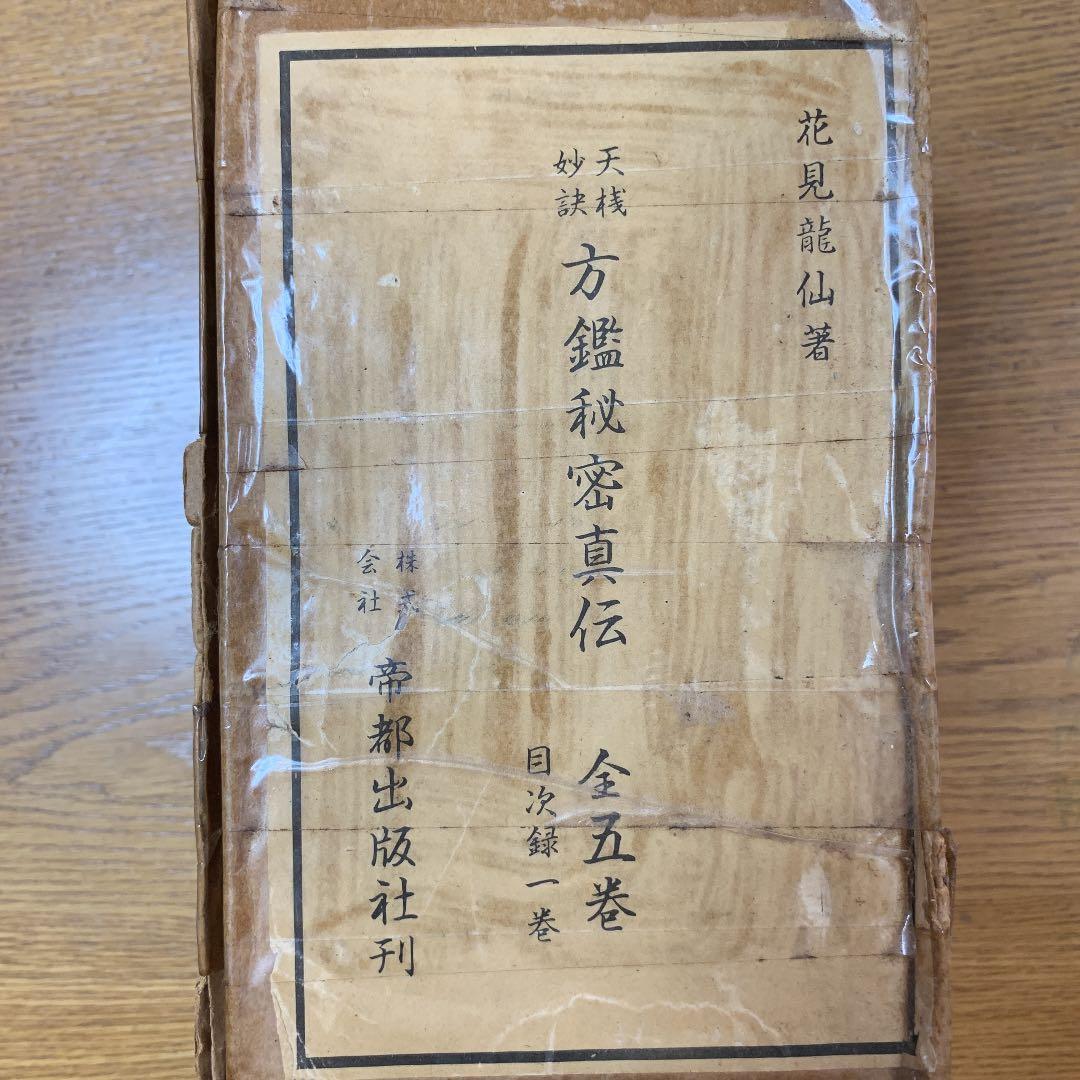 花見龍仙著
天桟
妙訣
方鑑秘密真伝
全五巻
目次録一巻
株式
会社
帝都出版社刊